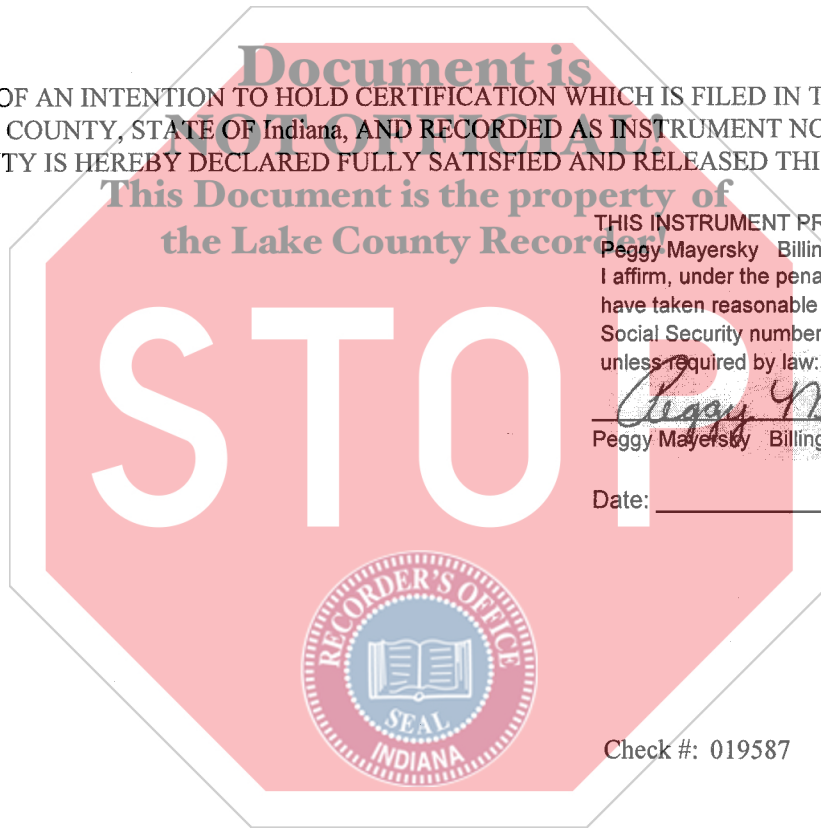 Document is
OF AN INTENTION TO HOLD CERTIFICATION WHICH IS FILED IN T
COUNTY, STATE OF Indiana, AND RECORDED AS INSTRUMENT NO
NOT OFFICIAL!
TY IS HEREBY DECLARED FULLY SATISFIED AND RELEASED THI
This Document is the property of
the Lake County Recorder!
THIS INSTRUMENT PR
Peggy Mayersky Billin
I affirm, under the pena
have taken reasonable
Social Security number
unless required by law:
STOP
Peggy
Peggy Mayersky Billing
Date:
RECORDER'S OFFICE
SEAL
INDIANA
Check #: 019587